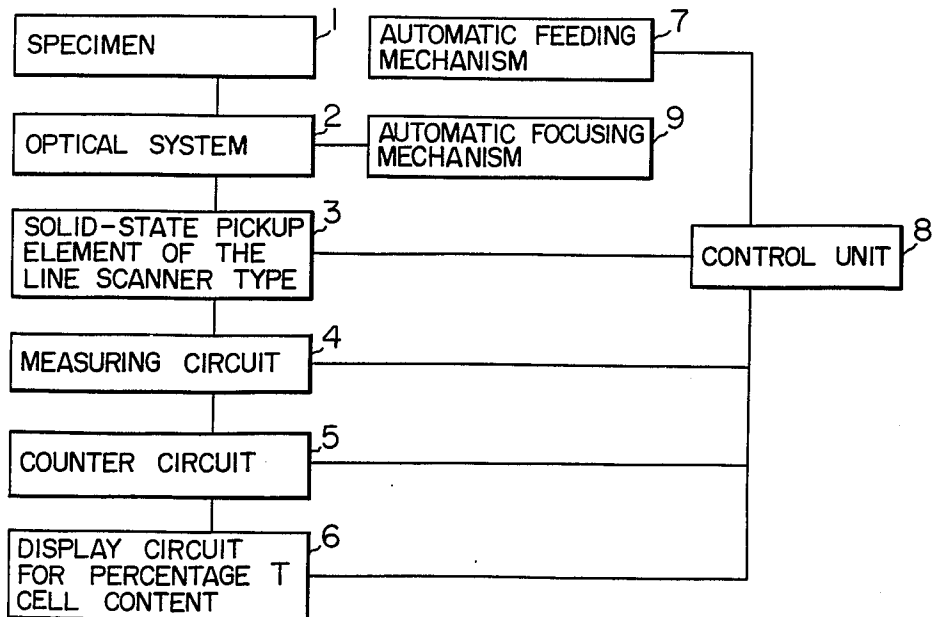 1
SPECIMEN
7
AUTOMATIC FEEDING
MECHANISM
2
OPTICAL SYSTEM
9
AUTOMATIC FOCUSING
MECHANISM
3
SOLID-STATE PICKUP
ELEMENT OF THE
LINE SCANNER TYPE
8
CONTROL UNIT
4
MEASURING CIRCUIT
5
COUNTER CIRCUIT
6
DISPLAY CIRCUIT
FOR PERCENTAGE T
CELL CONTENT